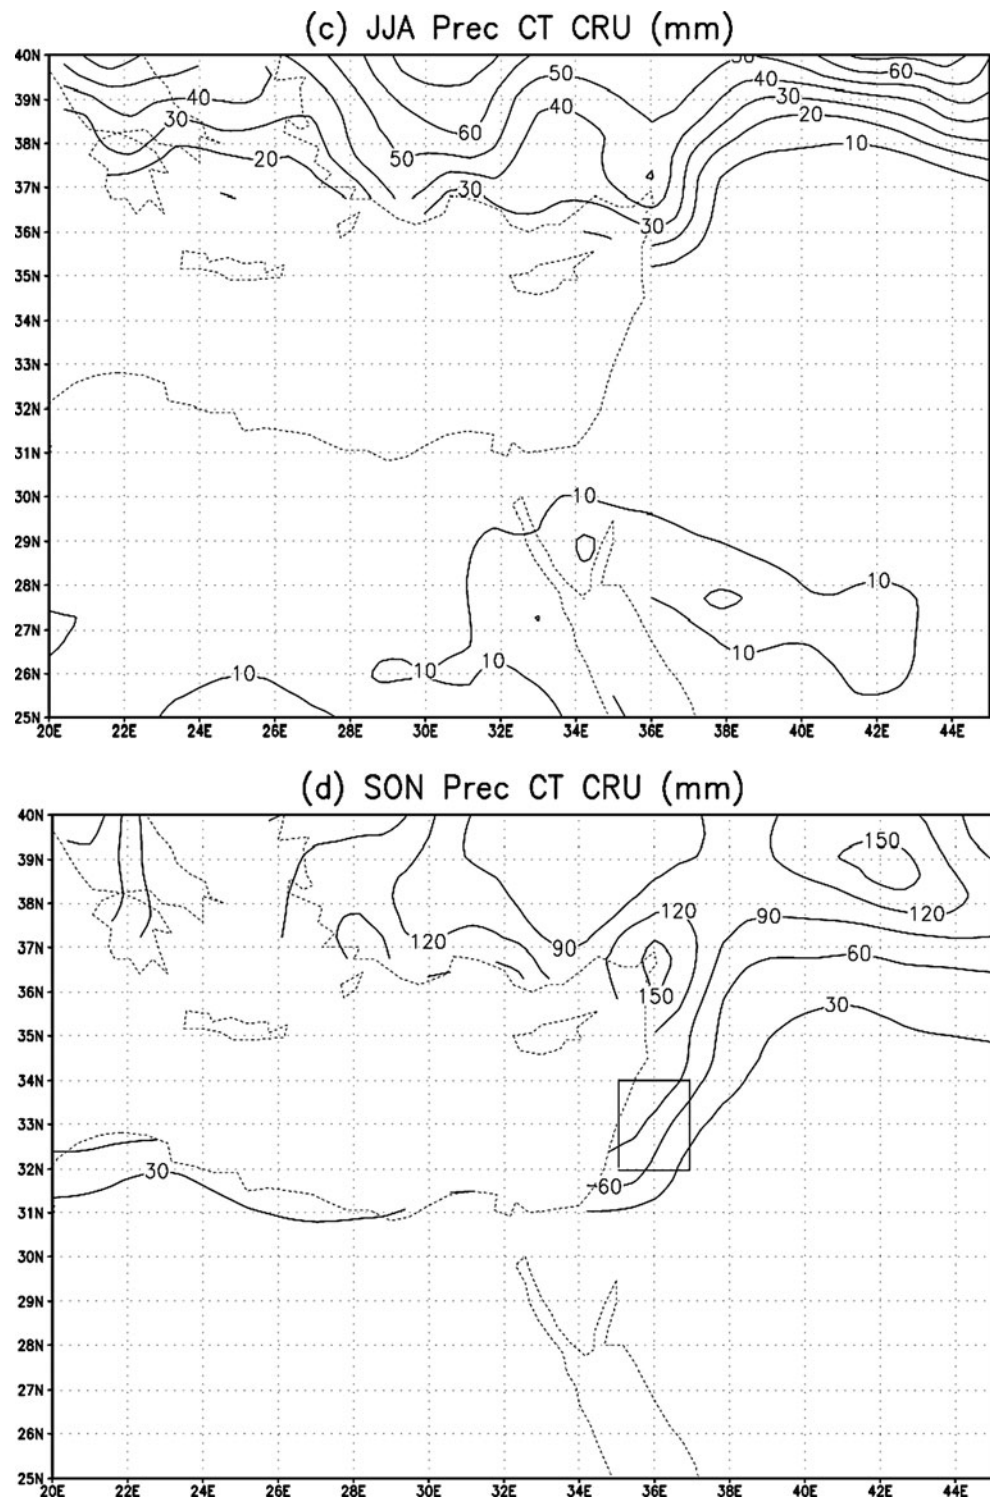 (c) JJA Prec CT CRU (mm)
40N
50
60
50
39N
40
40
30
40
38N
30
60
20
50
10
37N
20
30
36N
30
35N
34N
33N
32N
31N
30N
10
29N
28N
10
27N
26N
10
10
10
10
25N
20E 22E 24E 26E 28E 30E 32E 34E 36E 38E 40E 42E 44E
(d) SON Prec CT CRU (mm)
40N
150
39N
38N
120
120
90
37N
120
90
60
36N
150
30
35N
34N
33N
32N
30
60
31N
30N
29N
28N
27N
26N
25N
20E 22E 24E 26E 28E 30E 32E 34E 36E 38E 40E 42E 44E